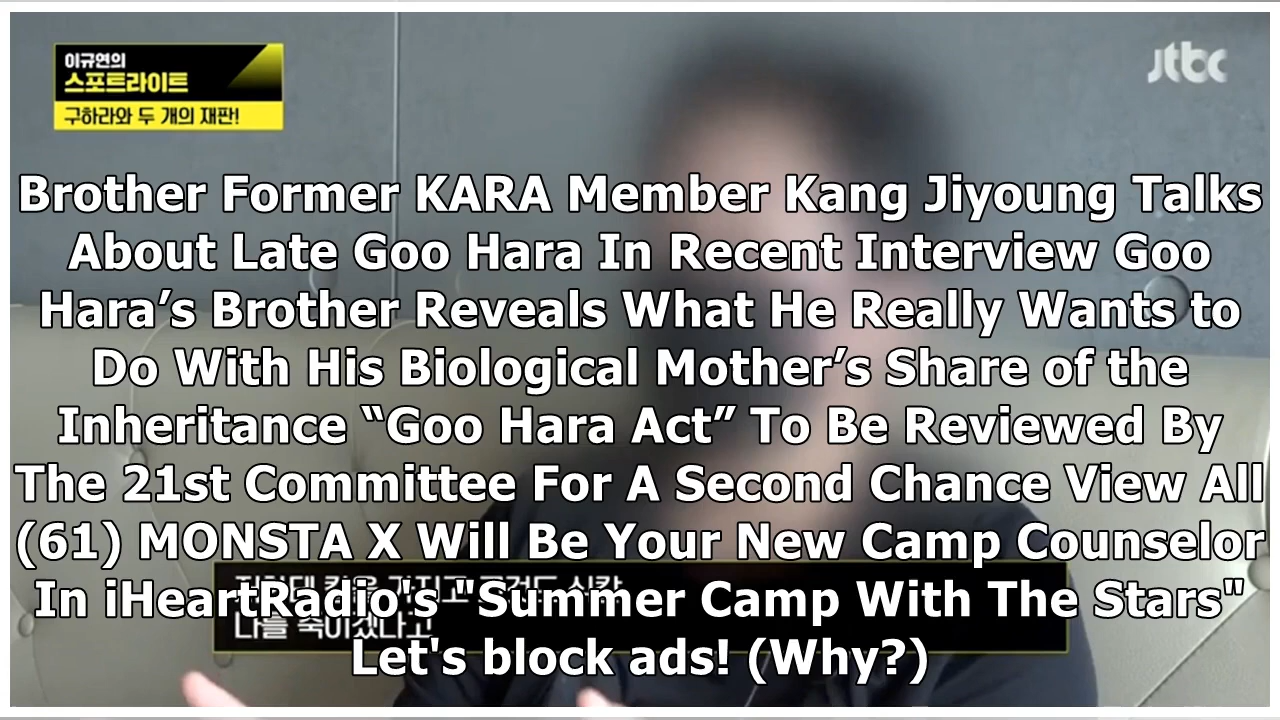 이규연의
스포트라이트
구하라와 두 개의 재판!
jtbc
Brother Former KARA Member Kang Jiyoung Talks
About Late Goo Hara In Recent Interview Goo
Hara’s Brother Reveals What He Really Wants to
Do With His Biological Mother’s Share of the
Inheritance “Goo Hara Act” To Be Reviewed By
The 21st Committee For A Second Chance View All
(61) MONSTA X Will Be Your New Camp Counselor
In iHeartRadio's "Summer Camp With The Stars"
나를 죽이겠다고
Let's block ads! (Why?)